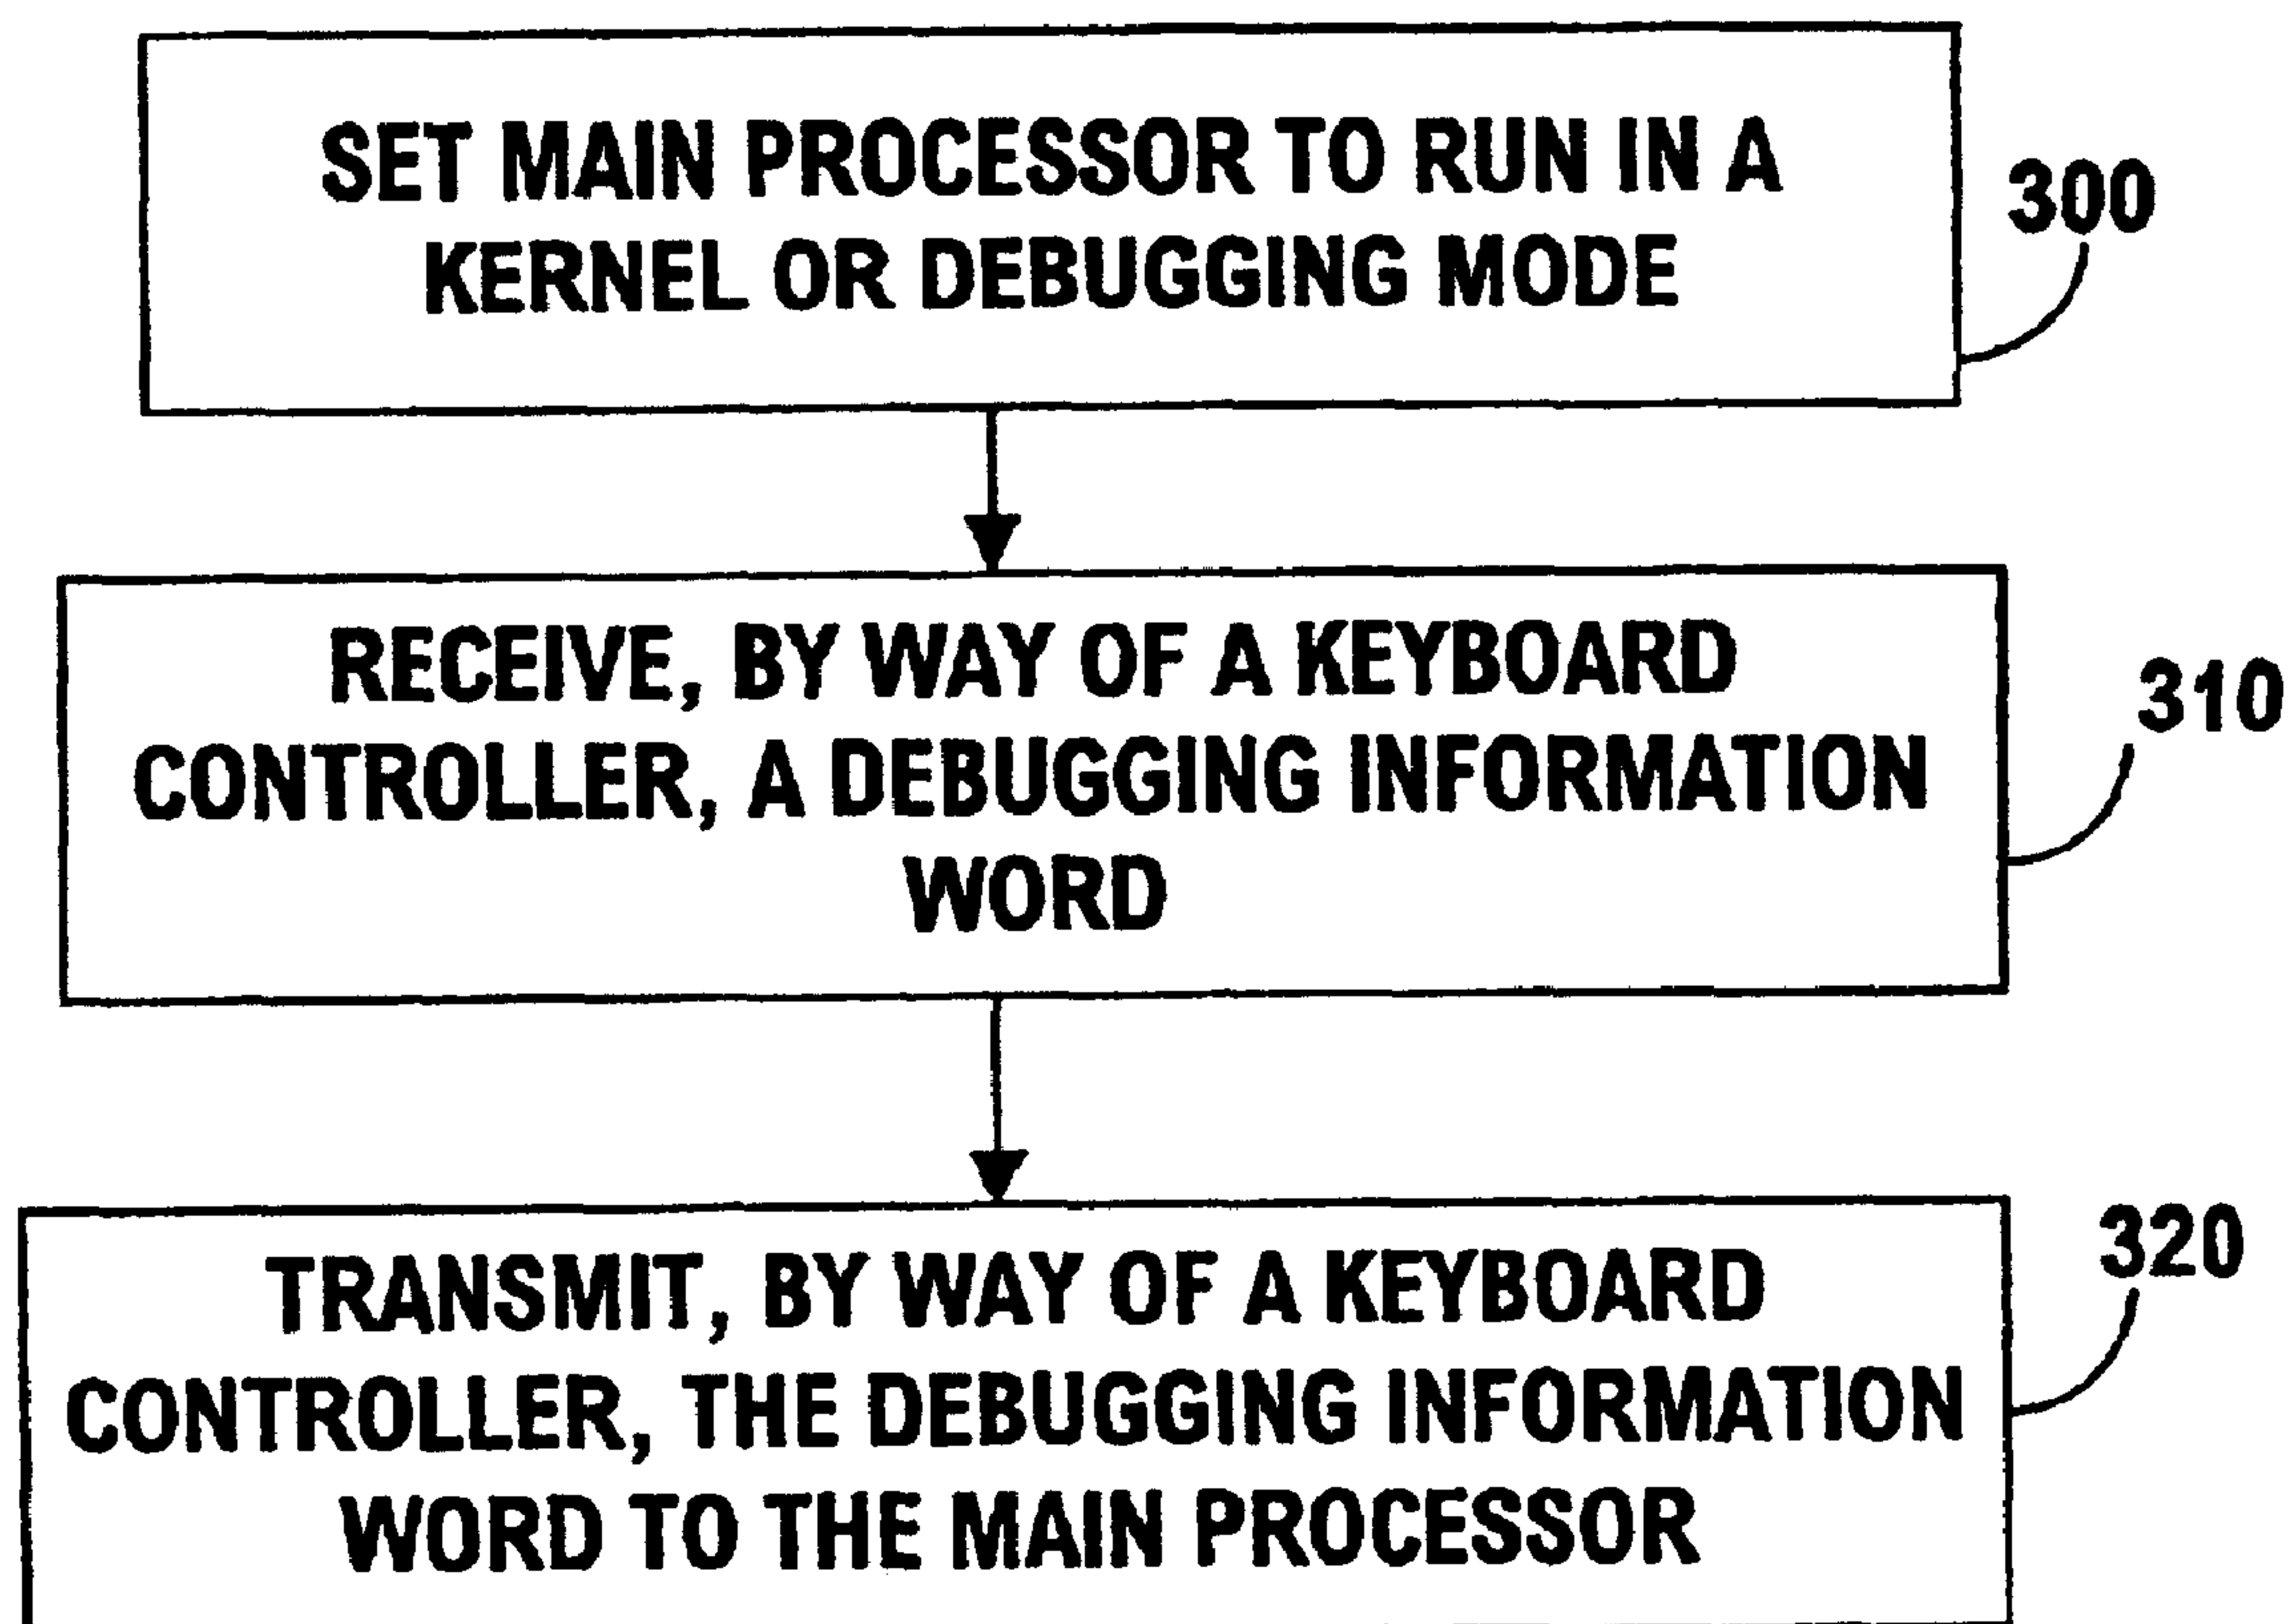 SET MAIN PROCESSOR TO RUN IN A
KERNEL OR DEBUGGING MODE
300
RECEIVE, BY WAY OF A KEYBOARD
CONTROLLER, A DEBUGGING INFORMATION
WORD
310
TRANSMIT, BY WAY OF A KEYBOARD
CONTROLLER, THE DEBUGGING INFORMATION
WORD TO THE MAIN PROCESSOR
320